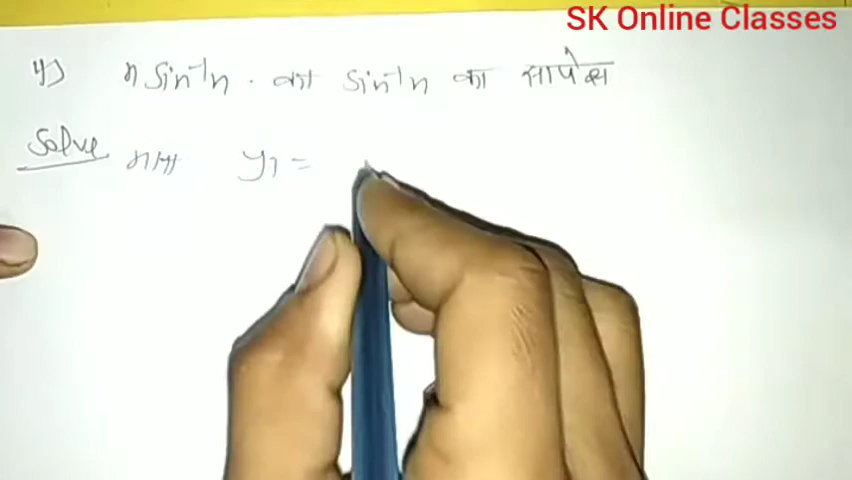 SK Online Classes
4) x sin⁻¹x . का sin⁻¹x का सापेक्ष
Solve माना y₁ =